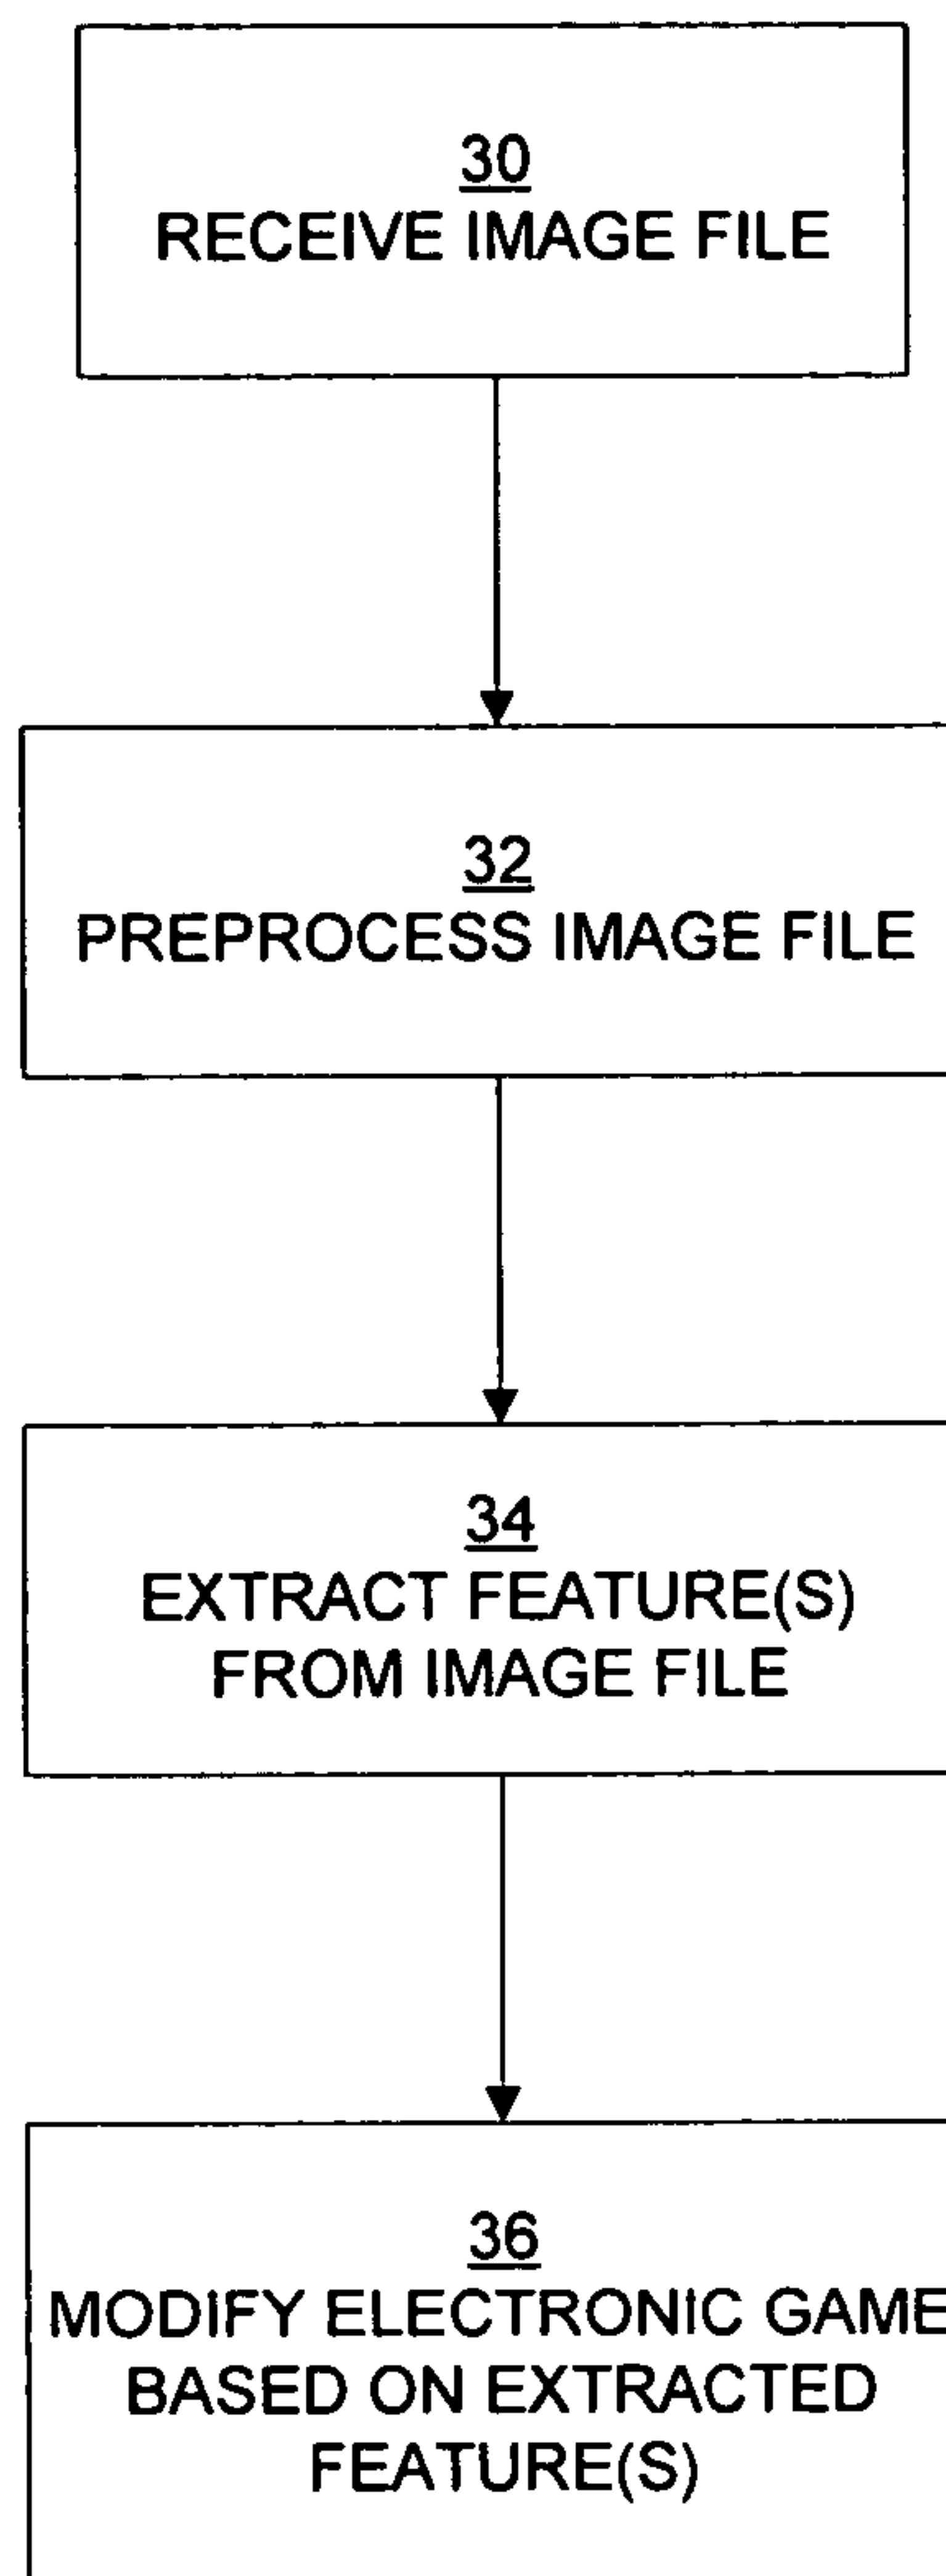 30
RECEIVE IMAGE FILE
32
PREPROCESS IMAGE FILE
34
EXTRACT FEATURE(S)
FROM IMAGE FILE
36
MODIFY ELECTRONIC GAME
BASED ON EXTRACTED
FEATURE(S)